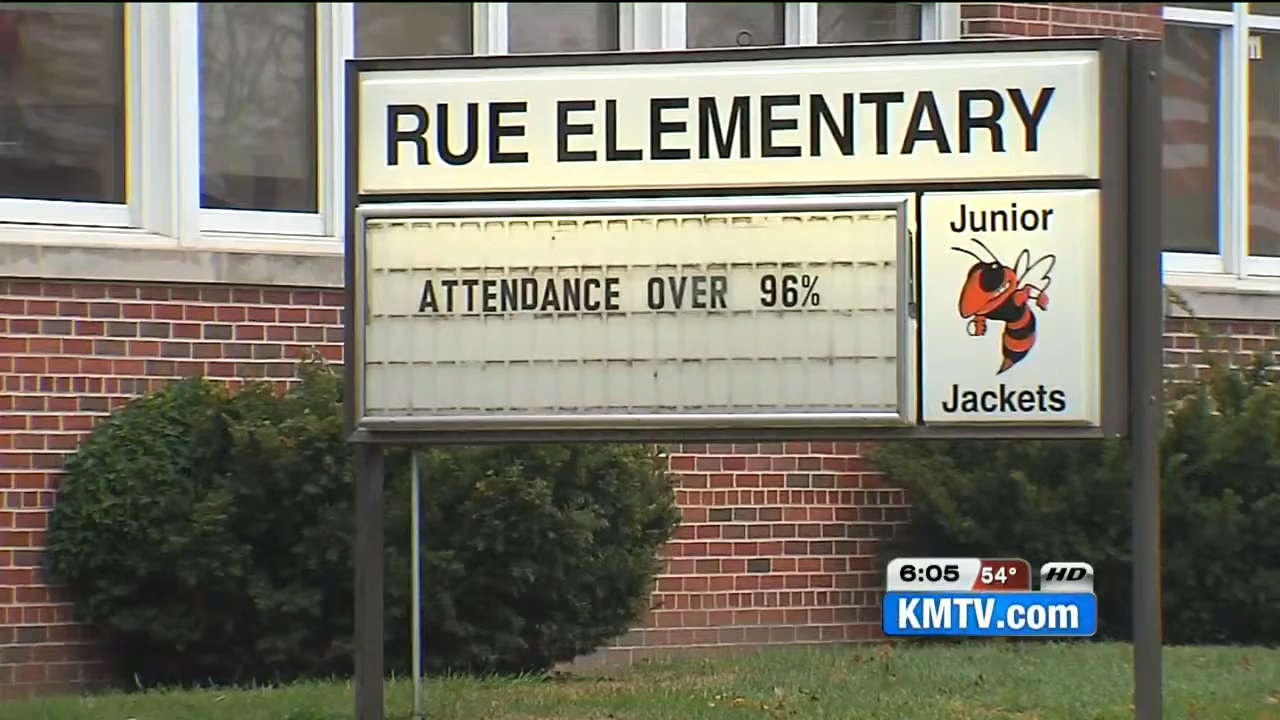 RUE ELEMENTARY
ATTENDANCE OVER 96%
Junior
Jackets
6:05 54° HD
KMTV.com